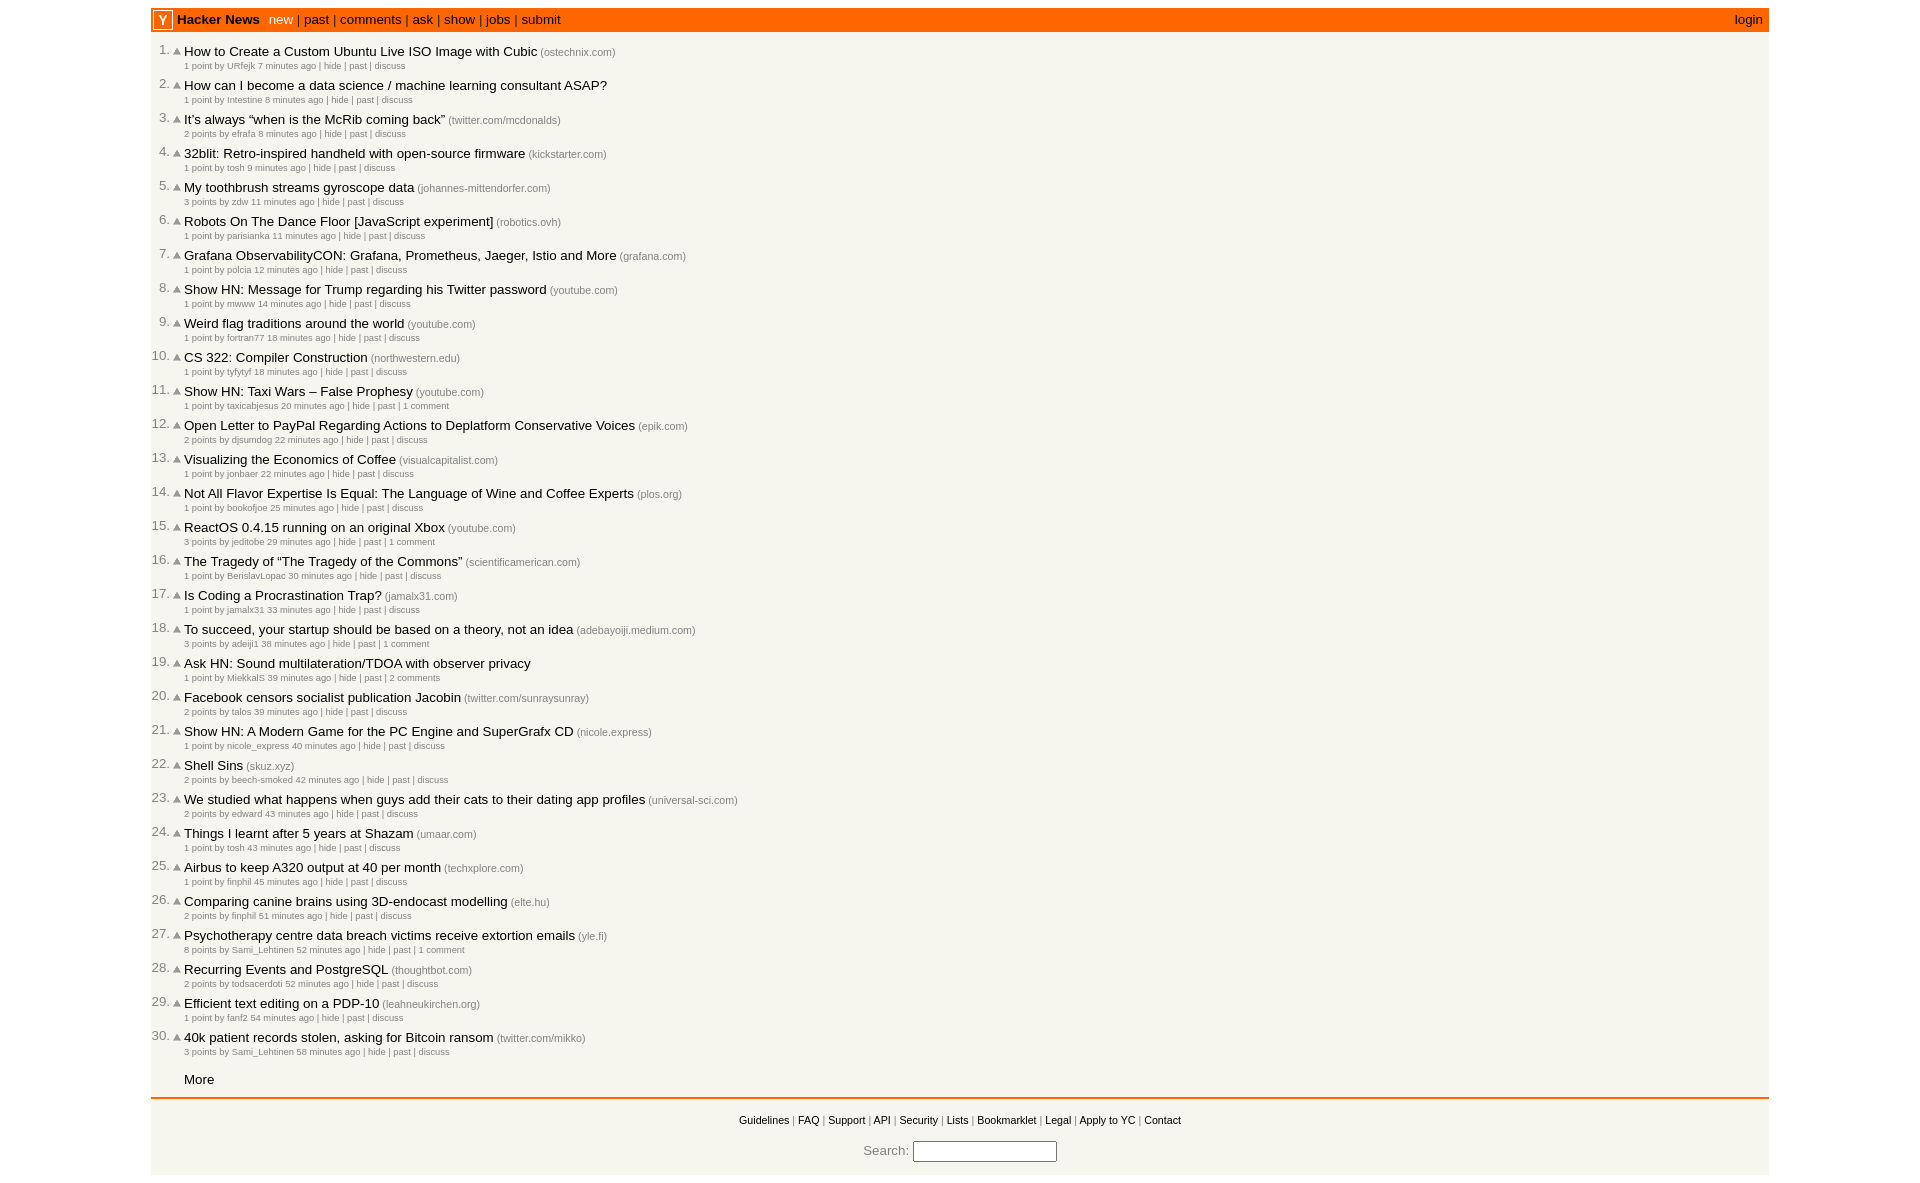 Y Hacker News new | past | comments | ask | show | jobs | submit login
1. How to Create a Custom Ubuntu Live ISO Image with Cubic (ostechnix.com)
1 point by URfejk 7 minutes ago | hide | past | discuss
2. How can I become a data science / machine learning consultant ASAP?
1 point by Intestine 8 minutes ago | hide | past | discuss
3. It’s always “when is the McRib coming back” (twitter.com/mcdonalds)
2 points by efrafa 8 minutes ago | hide | past | discuss
4. 32blit: Retro-inspired handheld with open-source firmware (kickstarter.com)
1 point by tosh 9 minutes ago | hide | past | discuss
5. My toothbrush streams gyroscope data (johannes-mittendorfer.com)
3 points by zdw 11 minutes ago | hide | past | discuss
6. Robots On The Dance Floor [JavaScript experiment] (robotics.ovh)
1 point by parisianka 11 minutes ago | hide | past | discuss
7. Grafana ObservabilityCON: Grafana, Prometheus, Jaeger, Istio and More (grafana.com)
1 point by polcia 12 minutes ago | hide | past | discuss
8. Show HN: Message for Trump regarding his Twitter password (youtube.com)
1 point by mwww 14 minutes ago | hide | past | discuss
9. Weird flag traditions around the world (youtube.com)
1 point by fortran77 18 minutes ago | hide | past | discuss
10. CS 322: Compiler Construction (northwestern.edu)
1 point by tyfytyf 18 minutes ago | hide | past | discuss
11. Show HN: Taxi Wars – False Prophesy (youtube.com)
1 point by taxicabjesus 20 minutes ago | hide | past | 1 comment
12. Open Letter to PayPal Regarding Actions to Deplatform Conservative Voices (epik.com)
2 points by djsumdog 22 minutes ago | hide | past | discuss
13. Visualizing the Economics of Coffee (visualcapitalist.com)
1 point by jonbaer 22 minutes ago | hide | past | discuss
14. Not All Flavor Expertise Is Equal: The Language of Wine and Coffee Experts (plos.org)
1 point by bookofjoe 25 minutes ago | hide | past | discuss
15. ReactOS 0.4.15 running on an original Xbox (youtube.com)
3 points by jeditobe 29 minutes ago | hide | past | 1 comment
16. The Tragedy of “The Tragedy of the Commons” (scientificamerican.com)
1 point by BerislavLopac 30 minutes ago | hide | past | discuss
17. Is Coding a Procrastination Trap? (jamalx31.com)
1 point by jamalx31 33 minutes ago | hide | past | discuss
18. To succeed, your startup should be based on a theory, not an idea (adebayoiji.medium.com)
3 points by adeiji1 38 minutes ago | hide | past | 1 comment
19. Ask HN: Sound multilateration/TDOA with observer privacy
1 point by MiekkalS 39 minutes ago | hide | past | 2 comments
20. Facebook censors socialist publication Jacobin (twitter.com/sunraysunray)
2 points by talos 39 minutes ago | hide | past | discuss
21. Show HN: A Modern Game for the PC Engine and SuperGrafx CD (nicole.express)
1 point by nicole_express 40 minutes ago | hide | past | discuss
22. Shell Sins (skuz.xyz)
2 points by beech-smoked 42 minutes ago | hide | past | discuss
23. We studied what happens when guys add their cats to their dating app profiles (universal-sci.com)
2 points by edward 43 minutes ago | hide | past | discuss
24. Things I learnt after 5 years at Shazam (umaar.com)
1 point by tosh 43 minutes ago | hide | past | discuss
25. Airbus to keep A320 output at 40 per month (techxplore.com)
1 point by finphil 45 minutes ago | hide | past | discuss
26. Comparing canine brains using 3D-endocast modelling (elte.hu)
2 points by finphil 51 minutes ago | hide | past | discuss
27. Psychotherapy centre data breach victims receive extortion emails (yle.fi)
8 points by Sami_Lehtinen 52 minutes ago | hide | past | 1 comment
28. Recurring Events and PostgreSQL (thoughtbot.com)
2 points by todsacerdoti 52 minutes ago | hide | past | discuss
29. Efficient text editing on a PDP-10 (leahneukirchen.org)
1 point by fanf2 54 minutes ago | hide | past | discuss
30. 40k patient records stolen, asking for Bitcoin ransom (twitter.com/mikko)
3 points by Sami_Lehtinen 58 minutes ago | hide | past | discuss
More
Guidelines | FAQ | Support | API | Security | Lists | Bookmarklet | Legal | Apply to YC | Contact
Search: